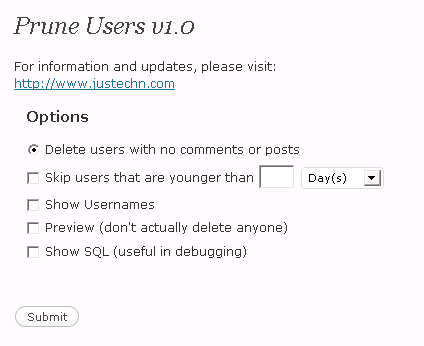 Prune Users v1.0
For information and updates, please visit:
http://www.justechn.com
Options
Delete users with no comments or posts
Skip users that are younger than Day(s)
Show Usernames
Preview (don't actually delete anyone)
Show SQL (useful in debugging)
Submit